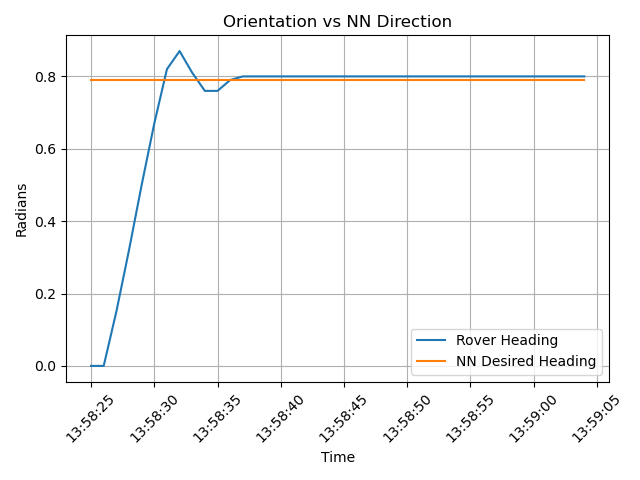 Orientation vs NN Direction
Radians
0.8
0.6
0.4
0.2
0.0
Rover Heading
NN Desired Heading
13:58:25
13:58:30
13:58:35
13:58:40
13:58:45
13:58:50
13:58:55
13:59:00
13:59:05
Time